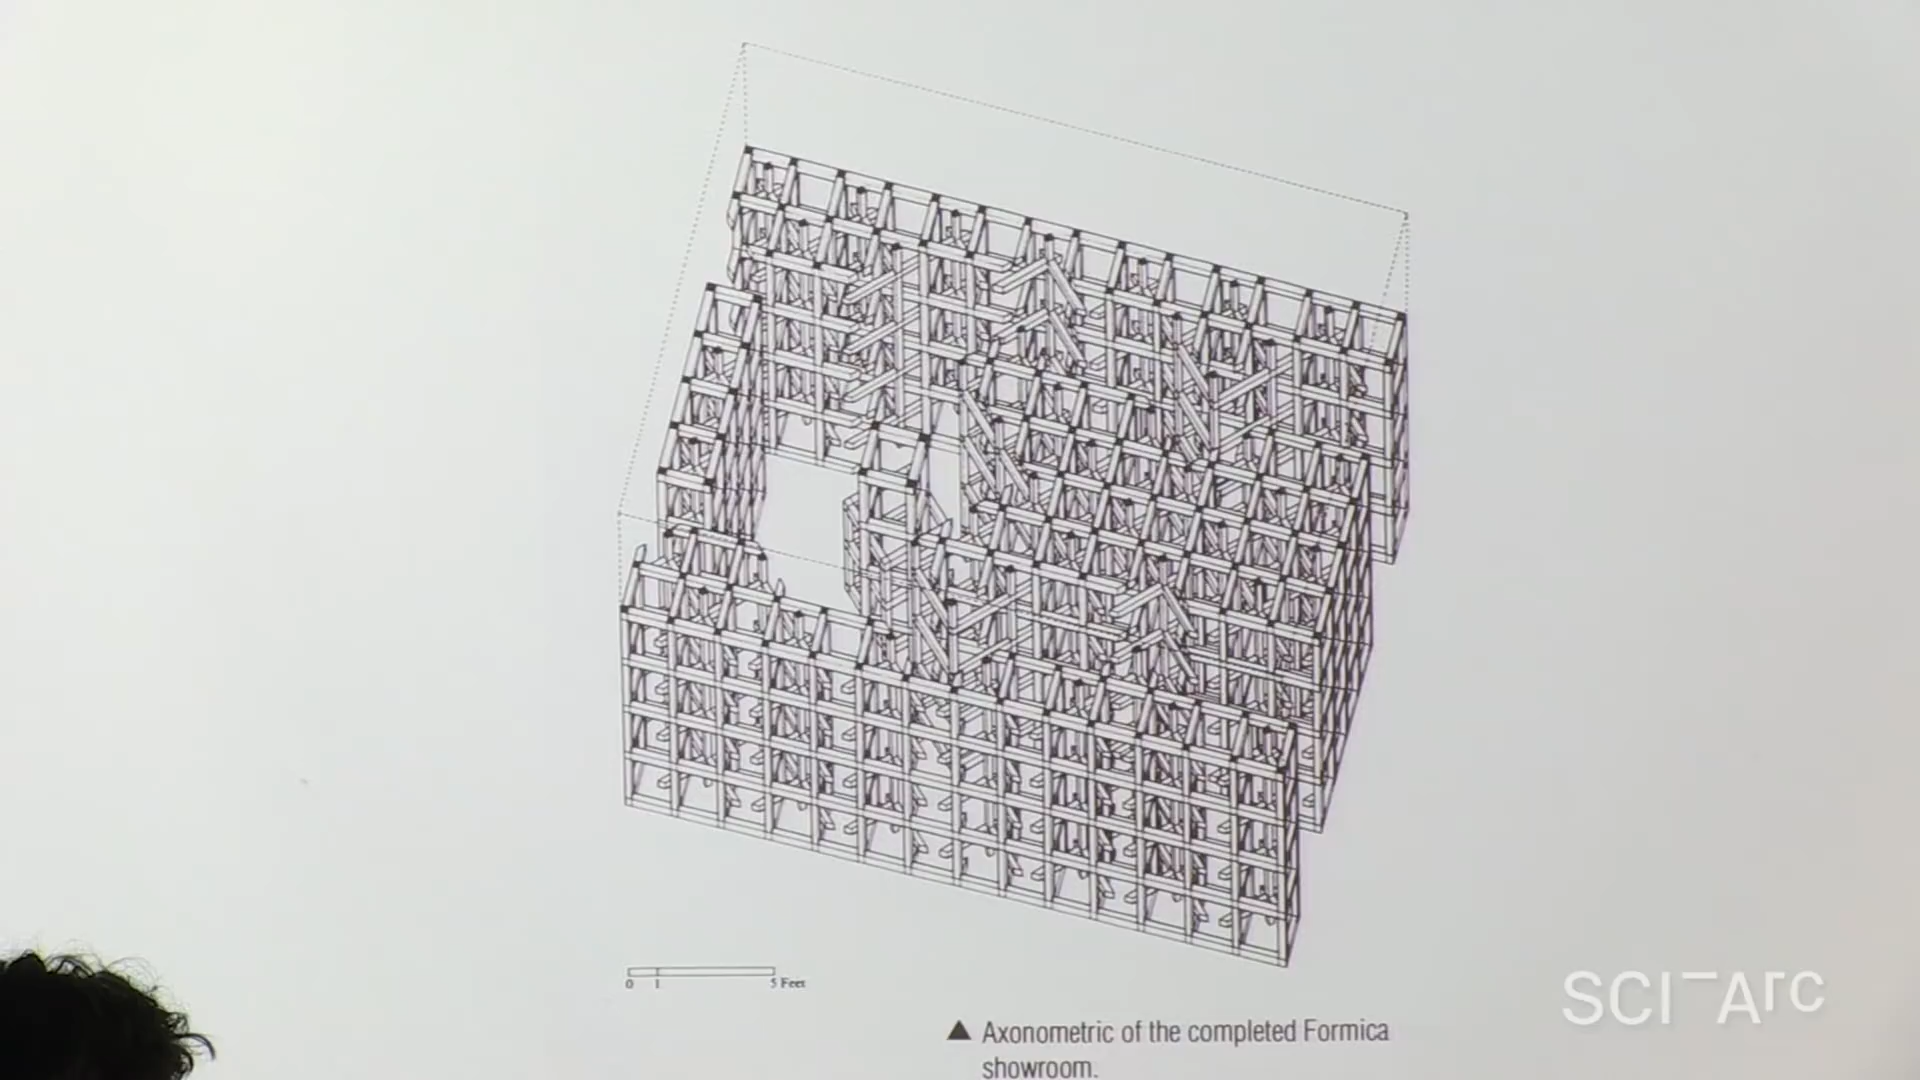 0 1 5 Feet
▲ Axonometric of the completed Formica
showroom.
SCI-Arc